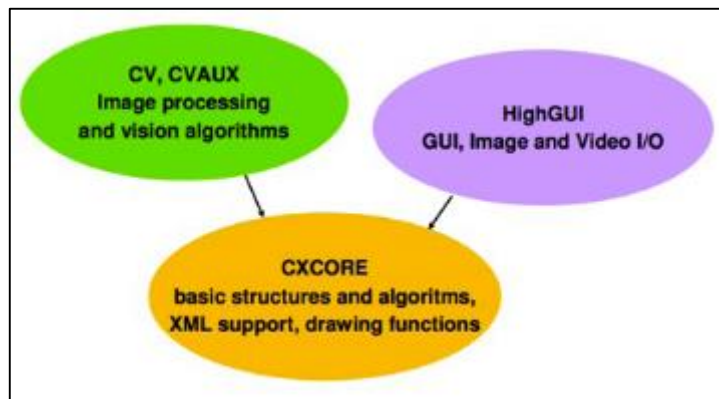 CV, CVAUX
Image processing
and vision algorithms
HighGUI
GUI, Image and Video I/O
CXCORE
basic structures and algoritms,
XML support, drawing functions